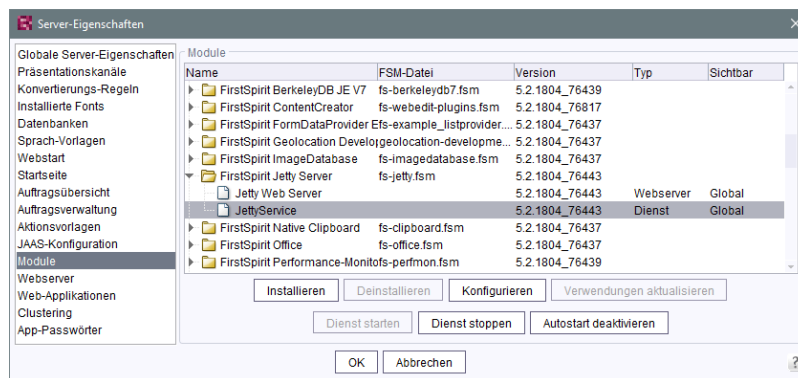 Server-Eigenschaften
Globale Server-Eigenschaften
Präsentationskanäle
Konvertierungs-Regeln
Installierte Fonts
Datenbanken
Sprach-Vorlagen
Webstart
Startseite
Auftragsübersicht
Auftragsverwaltung
Aktionsvorlagen
JAAS-Konfiguration
Module
Webserver
Web-Applikationen
Clustering
App-Passwörter
Module
Name FSM-Datei Version Typ Sichtbar
FirstSpirit BerkeleyDB JE V7 fs-berkeleydb7.fsm 5.2.1804_76439
FirstSpirit ContentCreator fs-webedit-plugins.fsm 5.2.1804_76817
FirstSpirit FormDataProvider E fs-example_listprovider.... 5.2.1804_76437
FirstSpirit Geolocation Develop geolocation-developme... 5.2.1804_76437
FirstSpirit ImageDatabase fs-imagedatabase.fsm 5.2.1804_76437
FirstSpirit Jetty Server fs-jetty.fsm 5.2.1804_76443
Jetty Web Server 5.2.1804_76443 Webserver Global
JettyService 5.2.1804_76443 Dienst Global
FirstSpirit Native Clipboard fs-clipboard.fsm 5.2.1804_76437
FirstSpirit Office fs-office.fsm 5.2.1804_76437
FirstSpirit Performance-Monito fs-perfmon.fsm 5.2.1804_76439
Installieren Deinstallieren Konfigurieren Verwendungen aktualisieren
Dienst starten Dienst stoppen Autostart deaktivieren
OK Abbrechen
?